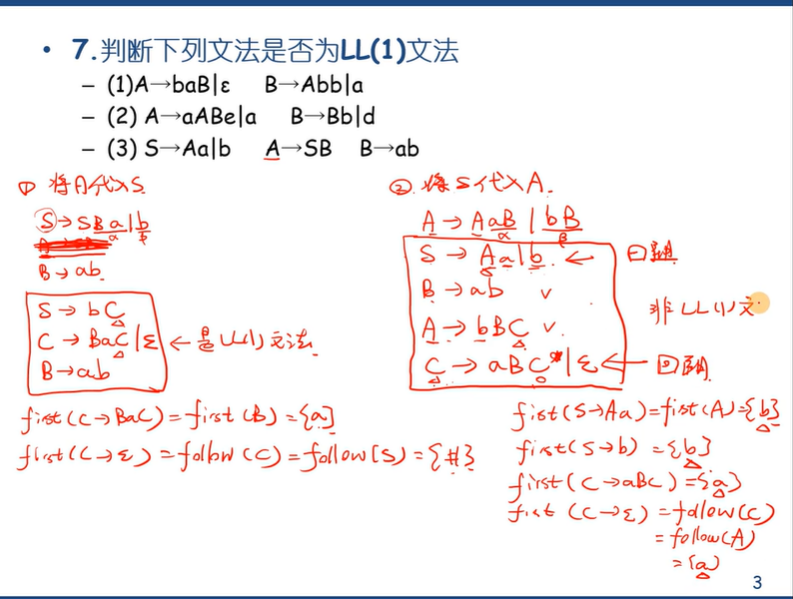 • 7.判断下列文法是否为LL(1)文法
– (1)A→baB|ε B→Abb|a
– (2) A→aABe|a B→Bb|d
– (3) S→Aa|b A→SB B→ab
① 将A代入S.
S→SBa|b
α β
B→ab
S→bC
C→BaC|ε ← 是LL(1)文法.
B→ab
first(C→BaC)=first(B)={a}
first(C→ε)=follow(C)=follow(S)={#}
② 将S代入A.
A→AaB|bB
α β
S→Aa|b. ← 回溯
B→ab ∨
A→bBC ∨.
C→aBC|ε ← 回溯.
非LL(1)文
first(S→Aa)=first(A)={b}
first(S→b)={b}
first(C→aBC)={a}
first(C→ε)=follow(C)
=follow(A)
={a}
3